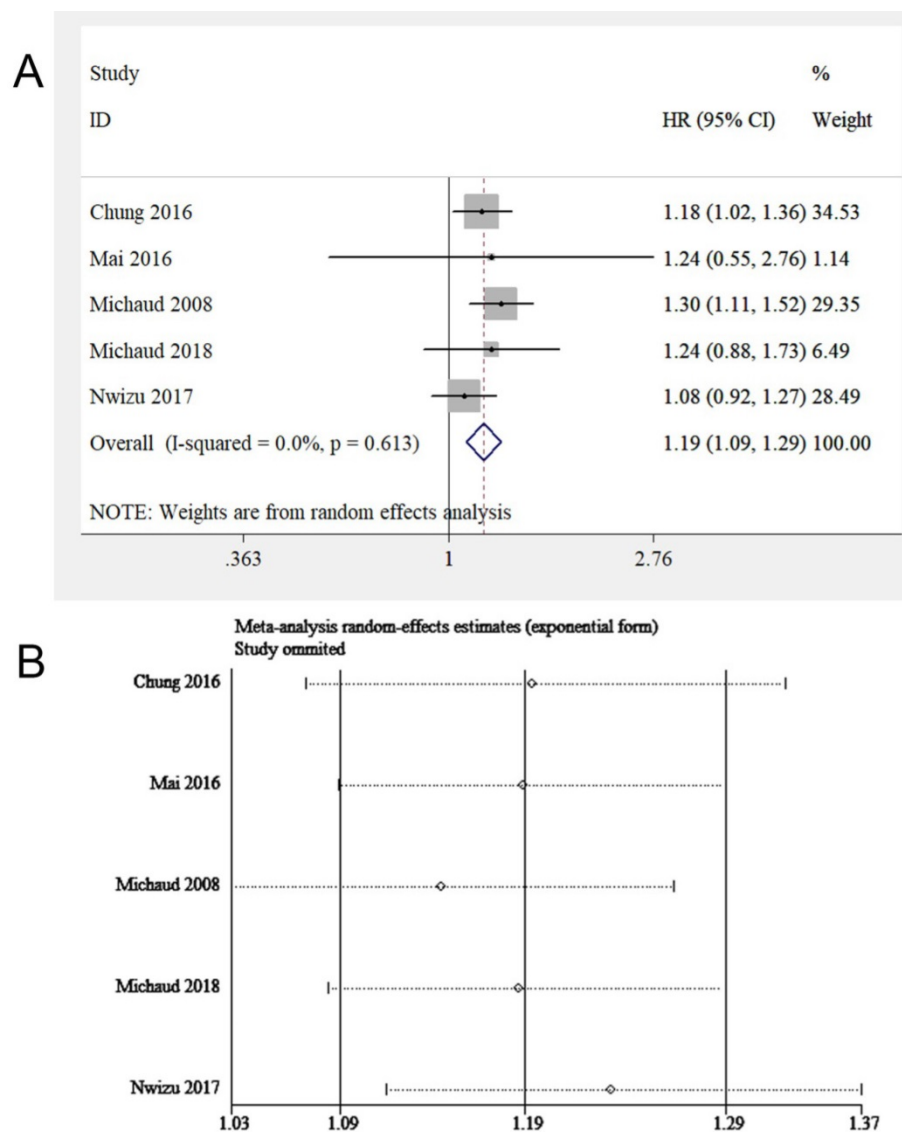 A
Study %
ID HR (95% CI) Weight
Chung 2016 1.18 (1.02, 1.36) 34.53
Mai 2016 1.24 (0.55, 2.76) 1.14
Michaud 2008 1.30 (1.11, 1.52) 29.35
Michaud 2018 1.24 (0.88, 1.73) 6.49
Nwizu 2017 1.08 (0.92, 1.27) 28.49
Overall (I-squared = 0.0%, p = 0.613) 1.19 (1.09, 1.29) 100.00
NOTE: Weights are from random effects analysis
.363 1 2.76
B
Meta-analysis random-effects estimates (exponential form)
Study ommited
Chung 2016
Mai 2016
Michaud 2008
Michaud 2018
Nwizu 2017
1.03 1.09 1.19 1.29 1.37